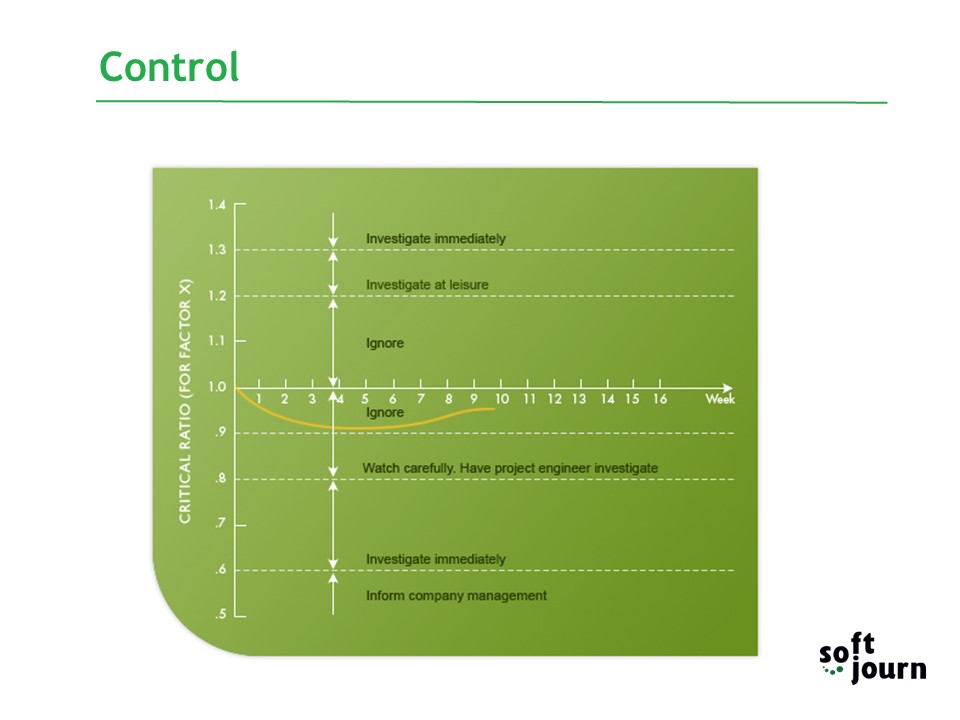 Control
CRITICAL RATIO (FOR FACTOR X)
1.4
Investigate immediately
1.3
Investigate at leisure
1.2
1.1
Ignore
1.0
1 2 3 4 5 6 7 8 9 10 11 12 13 14 15 16 Week
Ignore
.9
Watch carefully. Have project engineer investigate
.8
.7
Investigate immediately
.6
Inform company management
.5
soft
journ